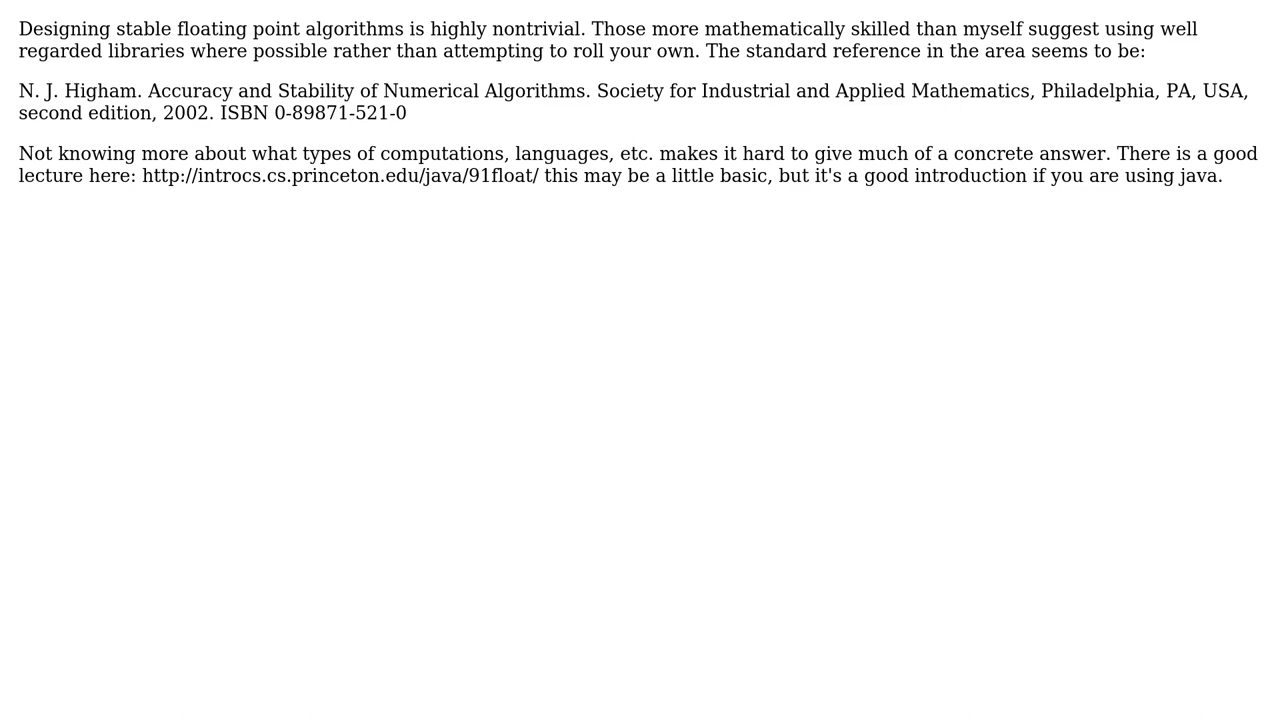 Designing stable floating point algorithms is highly nontrivial. Those more mathematically skilled than myself suggest using well
regarded libraries where possible rather than attempting to roll your own. The standard reference in the area seems to be:
N. J. Higham. Accuracy and Stability of Numerical Algorithms. Society for Industrial and Applied Mathematics, Philadelphia, PA, USA,
second edition, 2002. ISBN 0-89871-521-0
Not knowing more about what types of computations, languages, etc. makes it hard to give much of a concrete answer. There is a good
lecture here: http://introcs.cs.princeton.edu/java/91float/ this may be a little basic, but it's a good introduction if you are using java.